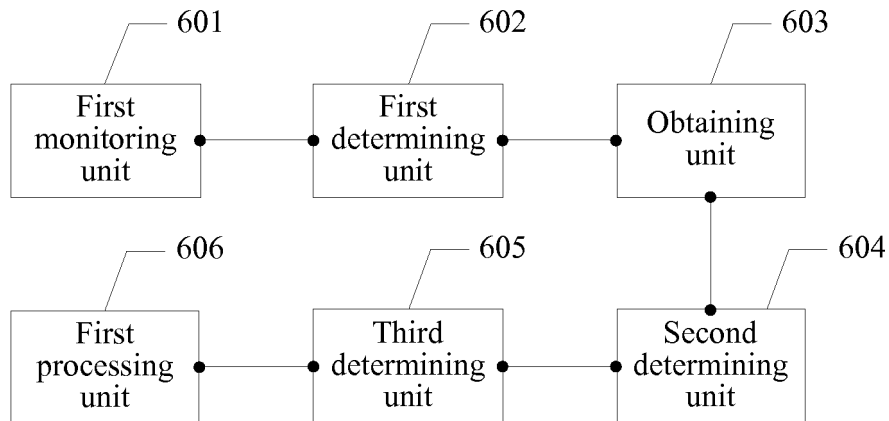 601
602
603
First
monitoring
unit
First
determining
unit
Obtaining
unit
606
605
604
First
processing
unit
Third
determining
unit
Second
determining
unit